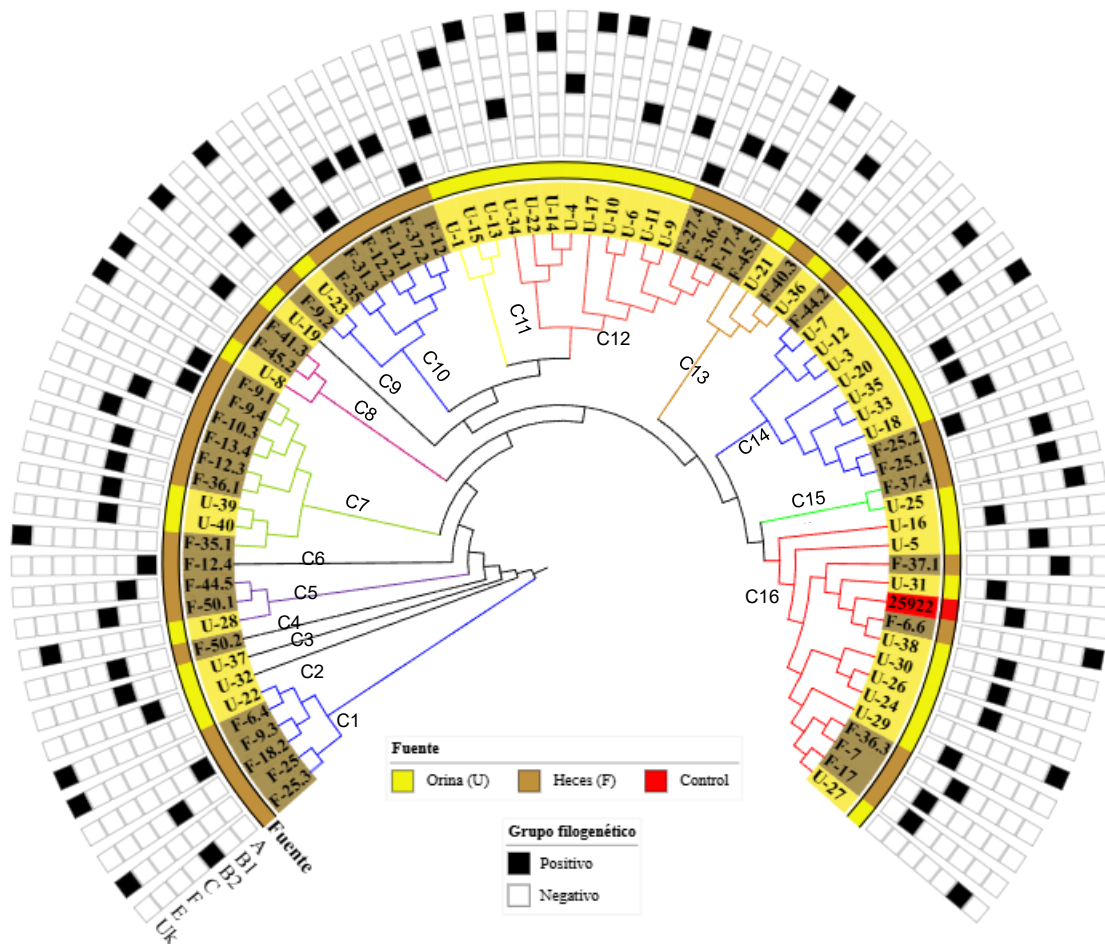 F-25.3
F-25
F-18.2
F-9.3
F-6.4
U-22
U-32
U-37
F-50.2
U-28
F-50.1
F-44.5
F-12.4
F-35.1
U-40
U-39
F-36.1
F-12.3
F-13.4
F-10.3
F-9.4
F-9.1
U-8
F-45.2
F-41.3
U-19
F-9.2
U-23
F-35
F-31.3
F-12.2
F-12.1
F-37.2
F-12
U-1
U-15
U-13
U-34
U-22
U-14
U-4
U-17
U-10
U-6
U-11
U-9
F-27.4
F-36.4
F-17.4
F-45.5
U-21
F-40.3
U-36
F-44.2
U-7
U-12
U-3
U-20
U-35
U-33
U-18
F-25.2
F-25.1
F-37.4
U-25
U-16
U-5
F-37.1
U-31
25922
F-6.6
U-38
U-30
U-26
U-24
U-29
F-36.3
F-7
F-17
U-27
C1
C2
C3
C4
C5
C6
C7
C8
C9
C10
C11
C12
C13
C14
C15
C16
Fuente
A
B1
B2
C
F
E
Uk
Fuente
Orina (U)
Heces (F)
Control
Grupo filogenético
Positivo
Negativo